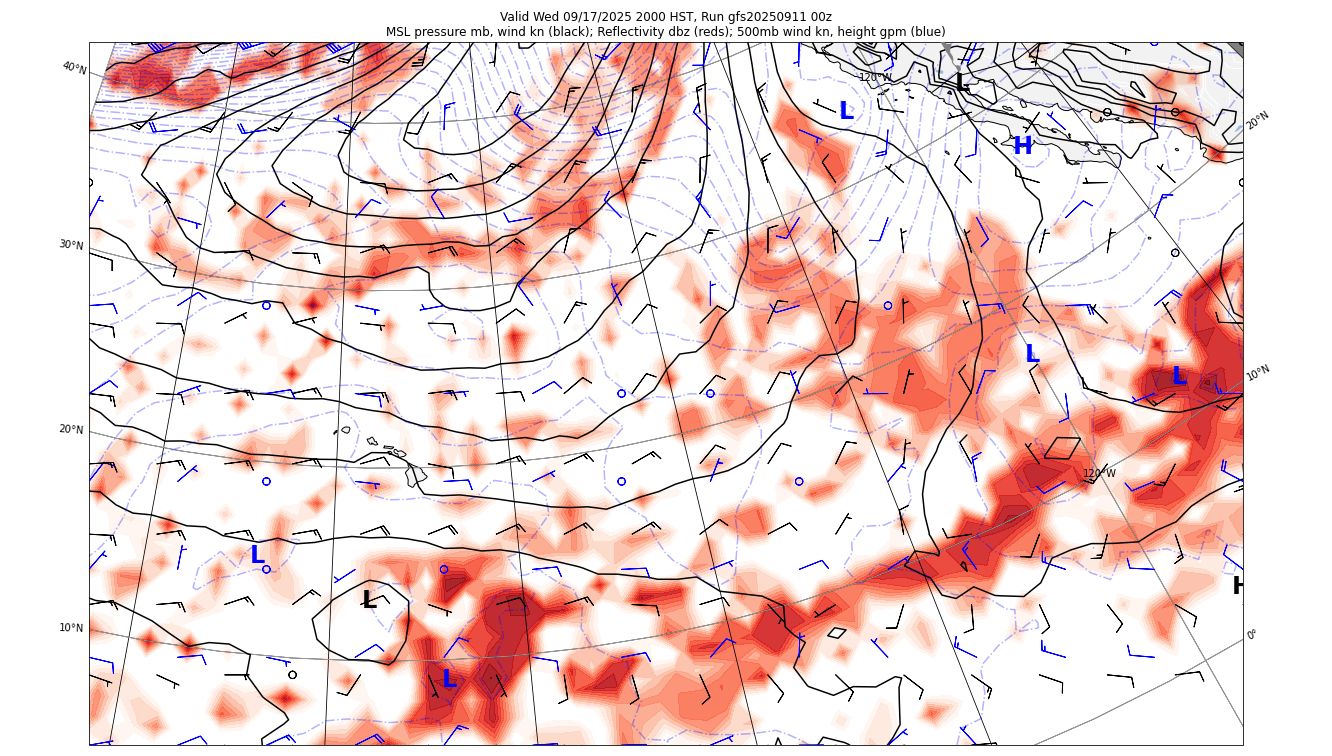 Valid Wed 09/17/2025 2000 HST, Run gfs20250911 00z
MSL pressure mb, wind kn (black); Reflectivity dbz (reds); 500mb wind kn, height gpm (blue)
40°N
120°W
L
L
20°N
H
30°N
L
L
10°N
20°N
120°W
L
L
H
10°N
0°
L